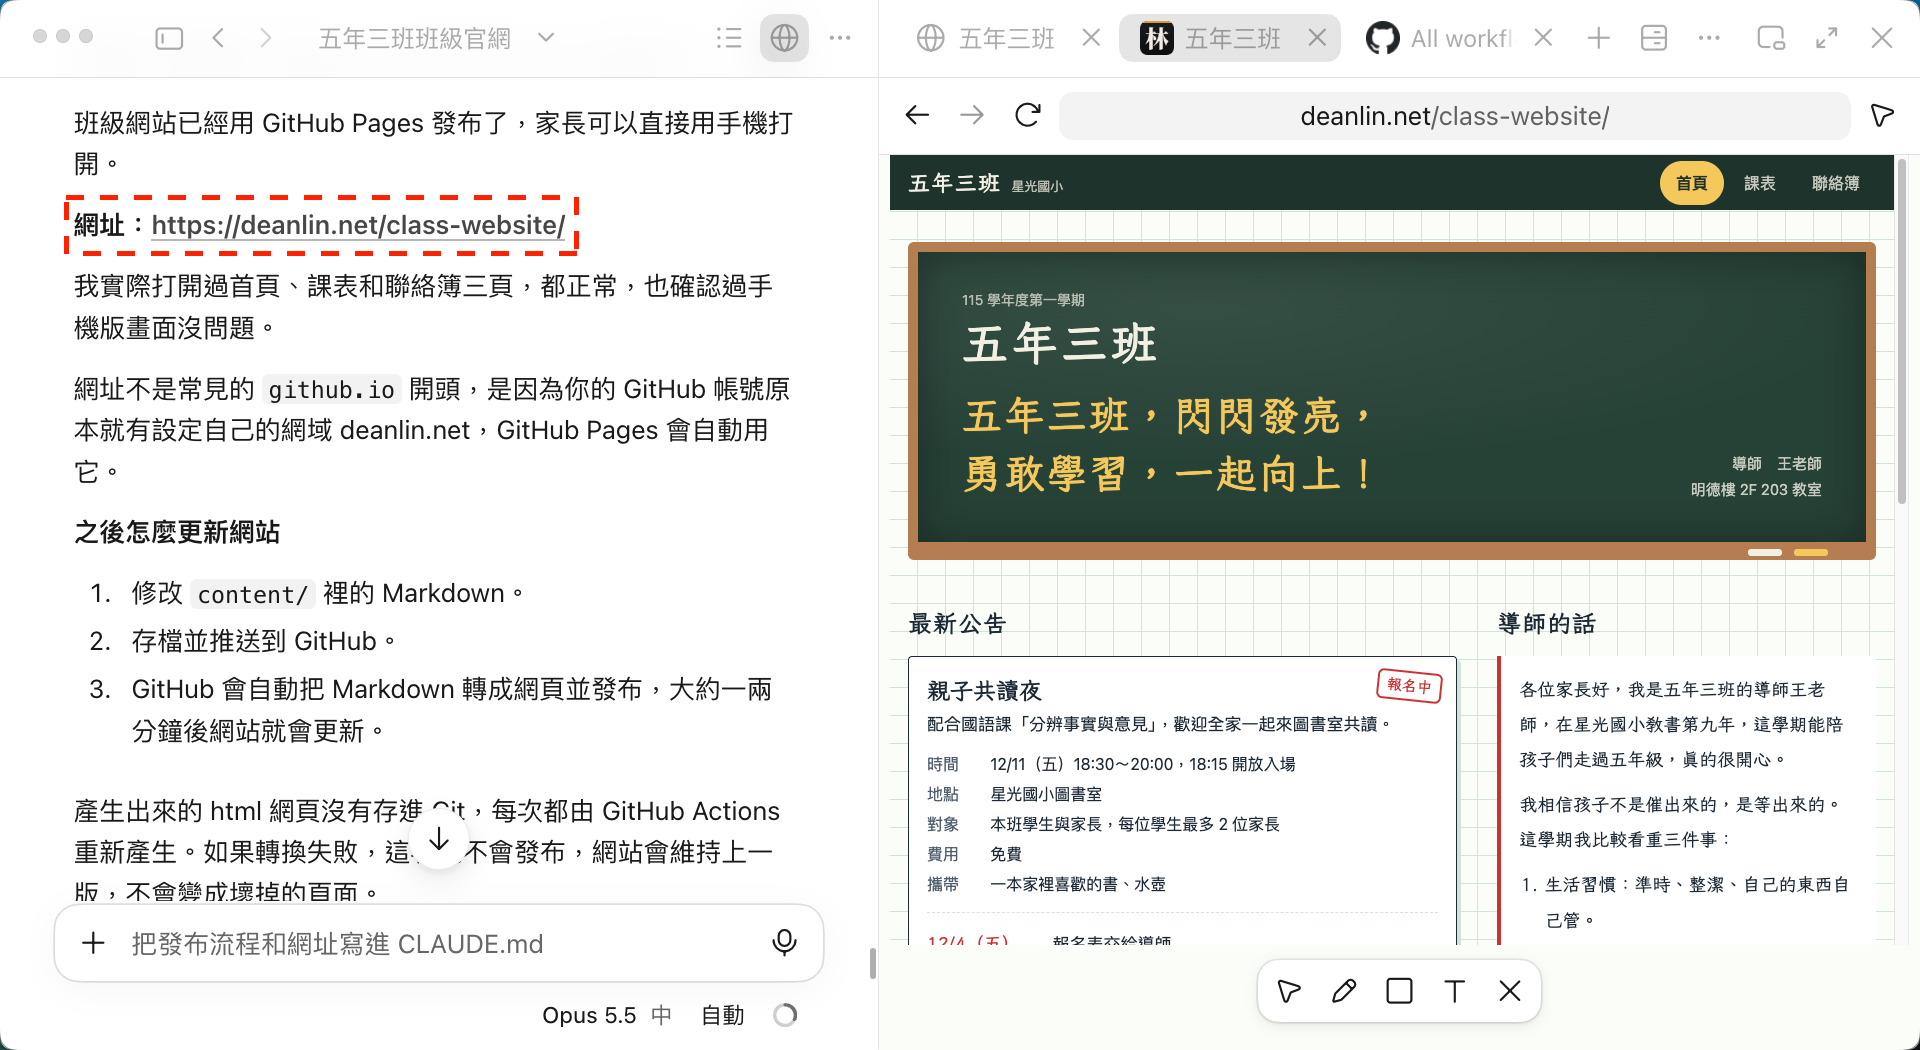 五年三班班級官網
五年三班
五年三班
All workfl
班級網站已經用 GitHub Pages 發布了，家長可以直接用手機打
開。
網址：https://deanlin.net/class-website/
我實際打開過首頁、課表和聯絡簿三頁，都正常，也確認過手
機版畫面沒問題。
網址不是常見的 github.io 開頭，是因為你的 GitHub 帳號原
本就有設定自己的網域 deanlin.net，GitHub Pages 會自動用
它。
之後怎麼更新網站
1. 修改 content/ 裡的 Markdown。
2. 存檔並推送到 GitHub。
3. GitHub 會自動把 Markdown 轉成網頁並發布，大約一兩
分鐘後網站就會更新。
產生出來的 html 網頁沒有存進 Git，每次都由 GitHub Actions
重新產生。如果轉換失敗，這 不會發布，網站會維持上一
版，不會變成壞掉的頁面。
把發布流程和網址寫進 CLAUDE.md
Opus 5.5 中 自動
deanlin.net/class-website/
林
五年三班 星光國小
首頁 課表 聯絡簿
115 學年度第一學期
五年三班
五年三班，閃閃發亮，
勇敢學習，一起向上！
導師 王老師
明德樓 2F 203 教室
最新公告
親子共讀夜
報名中
配合國語課「分辨事實與意見」，歡迎全家一起來圖書室共讀。
時間 12/11（五）18:30～20:00，18:15 開放入場
地點 星光國小圖書室
對象 本班學生與家長，每位學生最多 2 位家長
費用 免費
攜帶 一本家裡喜歡的書、水壺
12/4（五） 報名表交給導師
導師的話
各位家長好，我是五年三班的導師王老
師，在星光國小教書第九年，這學期能陪
孩子們走過五年級，真的很開心。
我相信孩子不是催出來的，是等出來的。
這學期我比較看重三件事：
1. 生活習慣：準時、整潔、自己的東西自
己管。
T